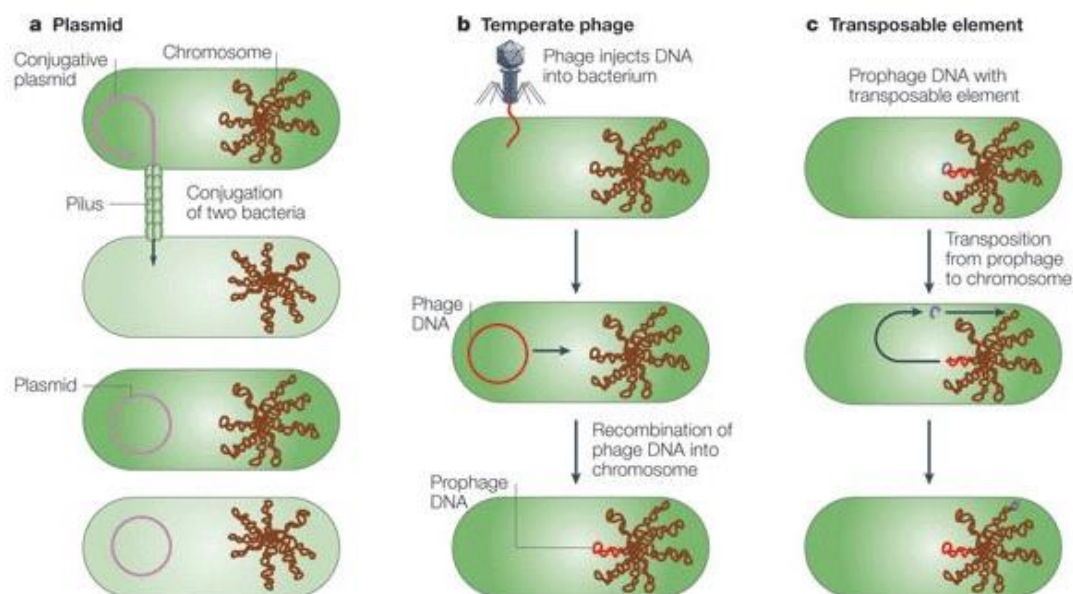 a Plasmid
Conjugative
plasmid
Chromosome
Pilus
Conjugation
of two bacteria
Plasmid
b Temperate phage
Phage injects DNA
into bacterium
Phage
DNA
Recombination of
phage DNA into
chromosome
Prophage
DNA
c Transposable element
Prophage DNA with
transposable element
Transposition
from prophage
to chromosome